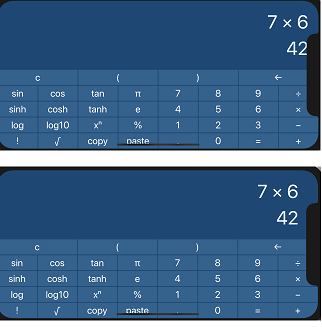 7 × 6
42
c ( ) ←
sin cos tan π 7 8 9 ÷
sinh cosh tanh e 4 5 6 ×
log log10 xⁿ % 1 2 3 −
! √ copy paste . 0 = +
7 × 6
42
c ( ) ←
sin cos tan π 7 8 9 ÷
sinh cosh tanh e 4 5 6 ×
log log10 xⁿ % 1 2 3 −
! √ copy paste . 0 = +